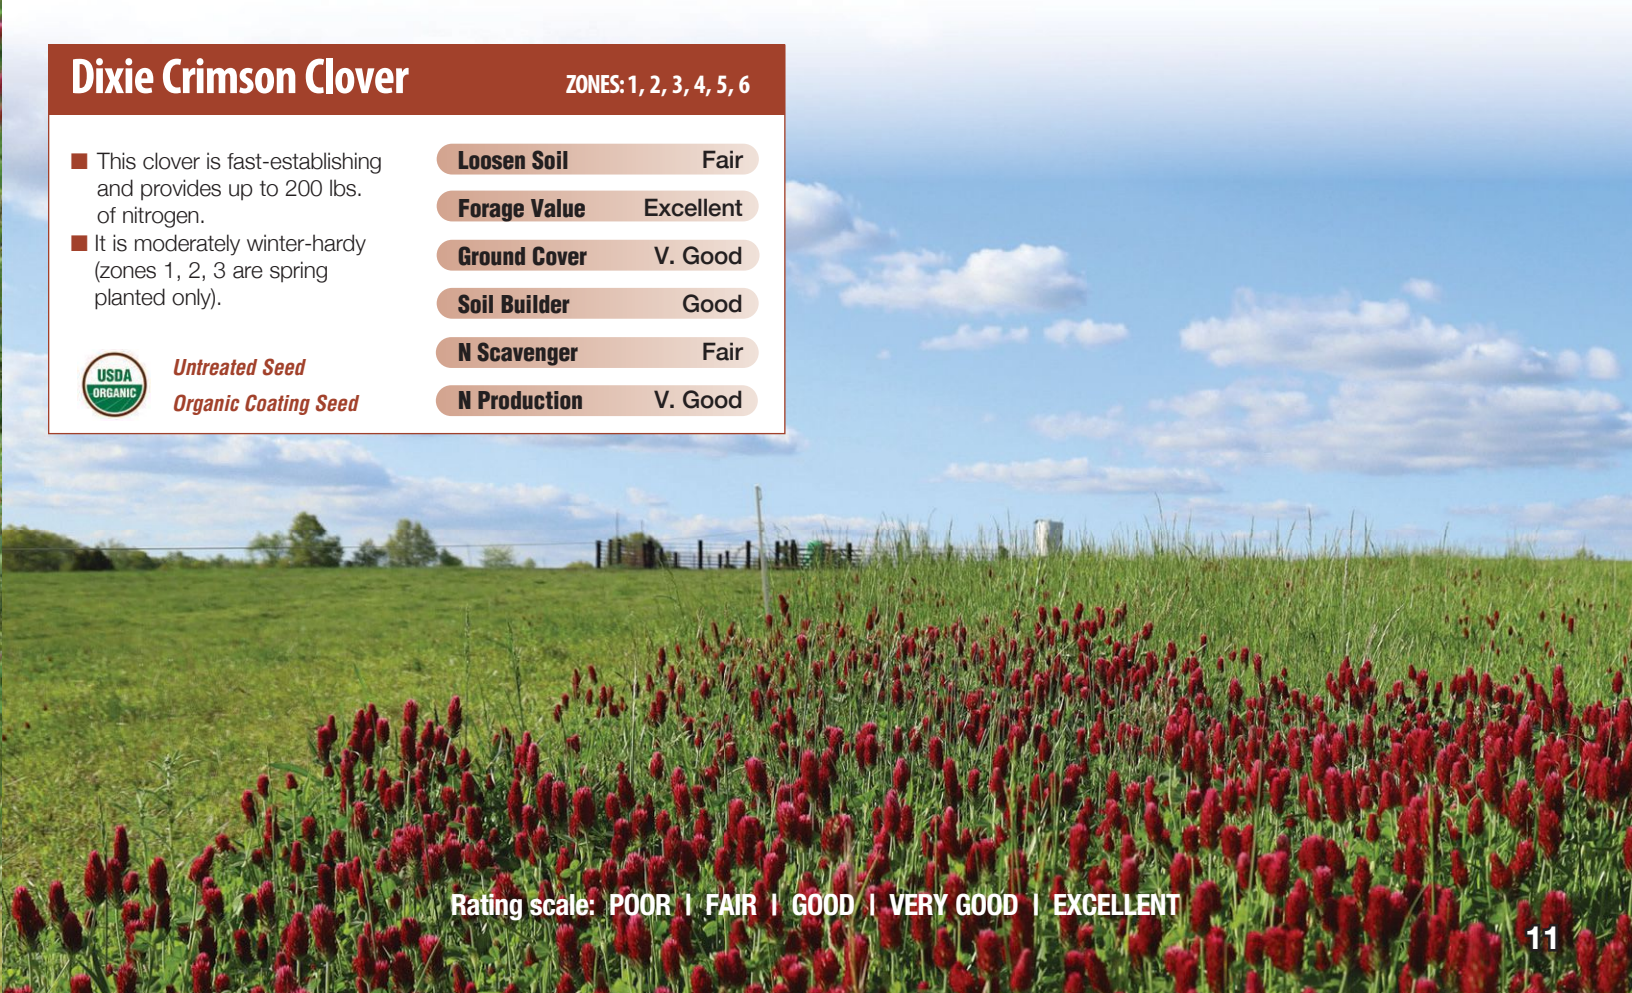 Dixie Crimson Clover
ZONES: 1, 2, 3, 4, 5, 6
■ This clover is fast-establishing
and provides up to 200 lbs.
of nitrogen.
■ It is moderately winter-hardy
(zones 1, 2, 3 are spring
planted only).
USDA
ORGANIC
Untreated Seed
Organic Coating Seed
Loosen Soil Fair
Forage Value Excellent
Ground Cover V. Good
Soil Builder Good
N Scavenger Fair
N Production V. Good
Rating scale: POOR | FAIR | GOOD | VERY GOOD | EXCELLENT
11